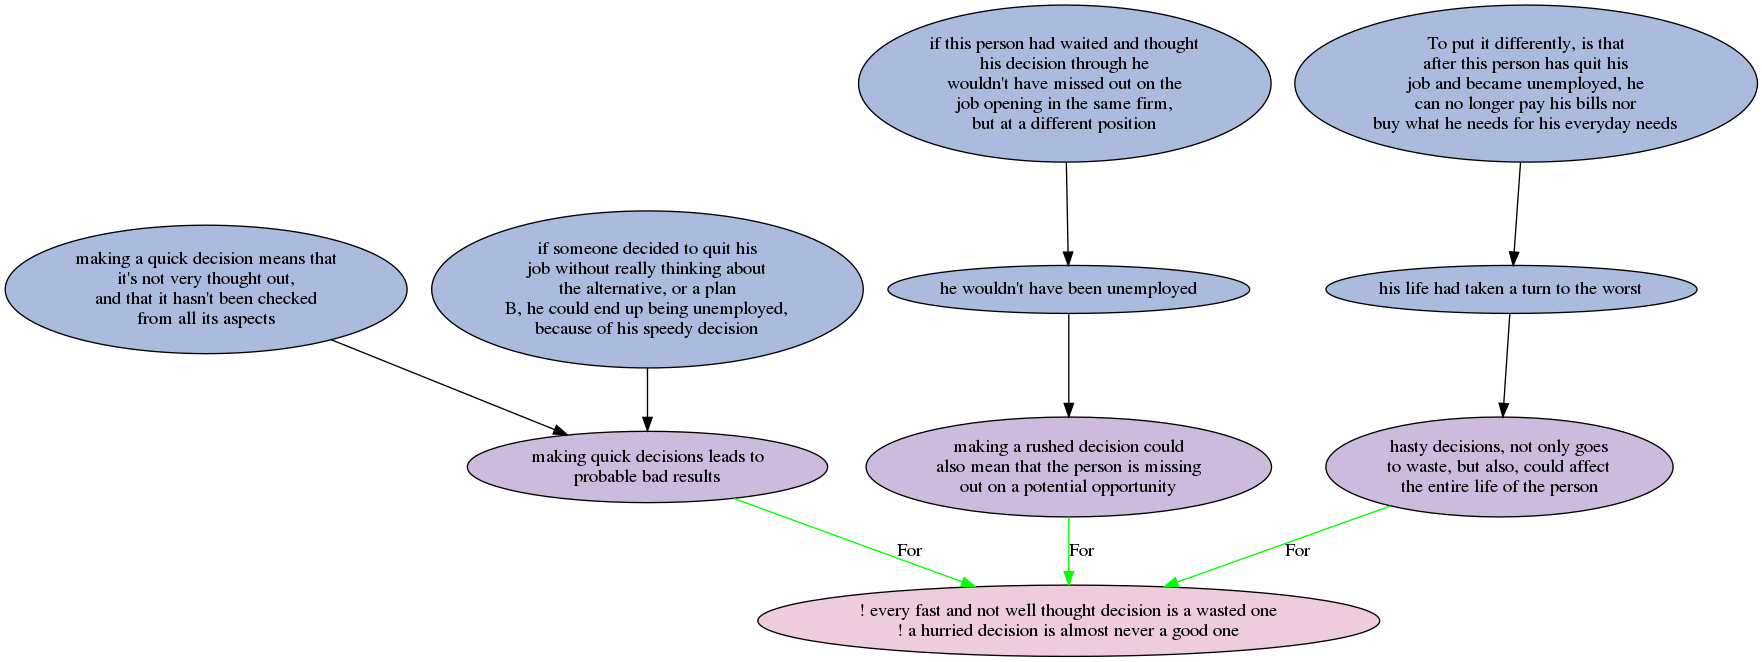 if this person had waited and thought
his decision through he
wouldn't have missed out on the
job opening in the same firm,
but at a different position
To put it differently, is that
after this person has quit his
job and became unemployed, he
can no longer pay his bills nor
buy what he needs for his everyday needs
making a quick decision means that
it's not very thought out,
and that it hasn't been checked
from all its aspects
if someone decided to quit his
job without really thinking about
the alternative, or a plan
B, he could end up being unemployed,
because of his speedy decision
he wouldn't have been unemployed
his life had taken a turn to the worst
making quick decisions leads to
probable bad results
making a rushed decision could
also mean that the person is missing
out on a potential opportunity
hasty decisions, not only goes
to waste, but also, could affect
the entire life of the person
For
For
For
! every fast and not well thought decision is a wasted one
! a hurried decision is almost never a good one